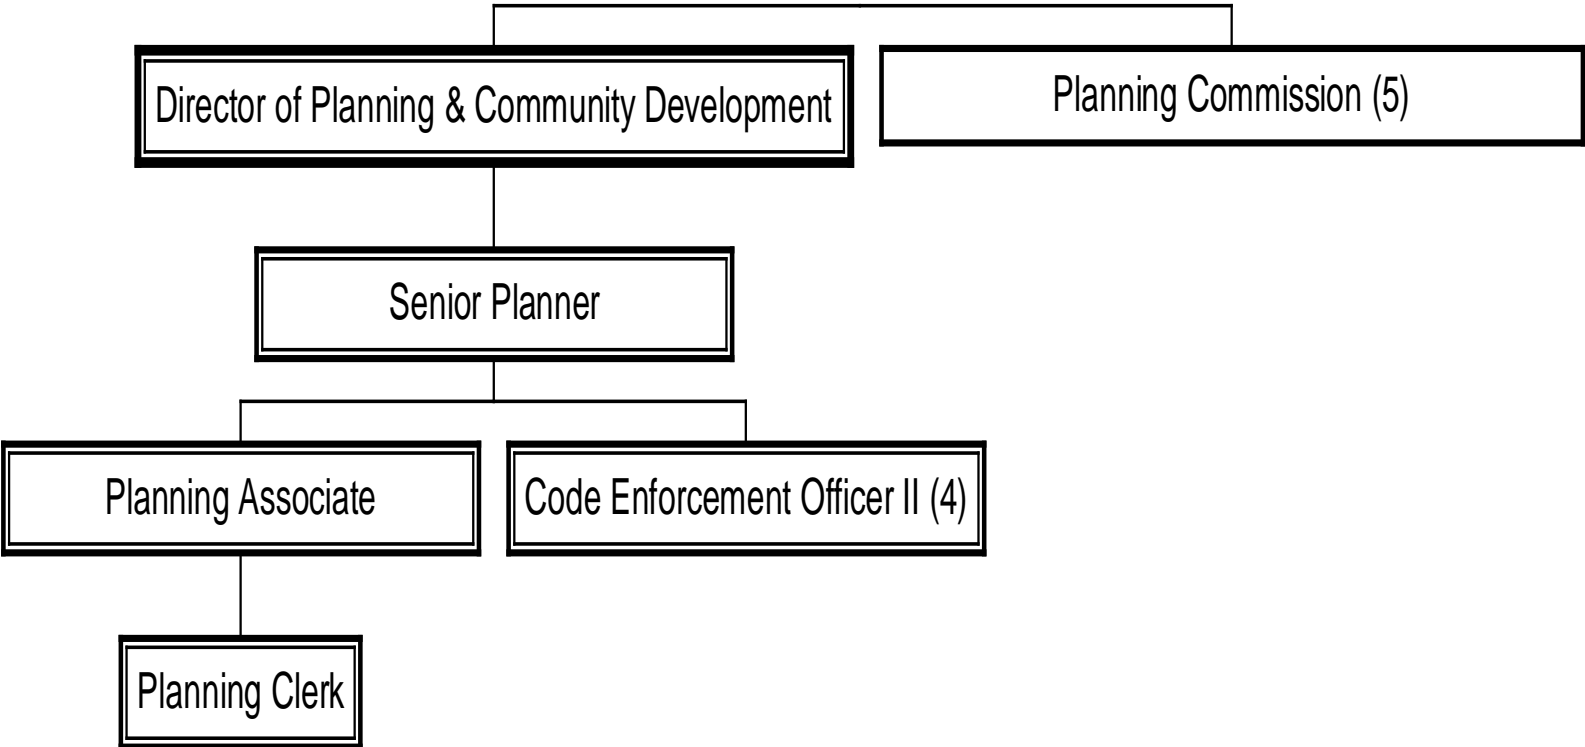 Director of Planning & Community Development
Planning Commission (5)
Senior Planner
Planning Associate
Code Enforcement Officer II (4)
Planning Clerk